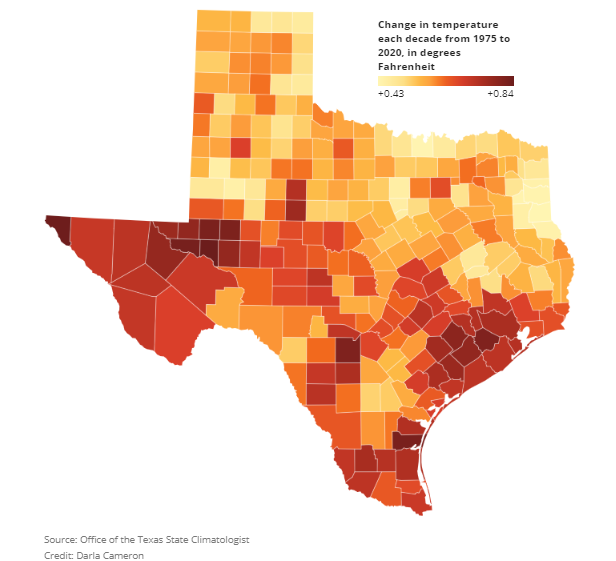 Change in temperature
each decade from 1975 to
2020, in degrees
Fahrenheit
+0.43 +0.84
Source: Office of the Texas State Climatologist
Credit: Darla Cameron